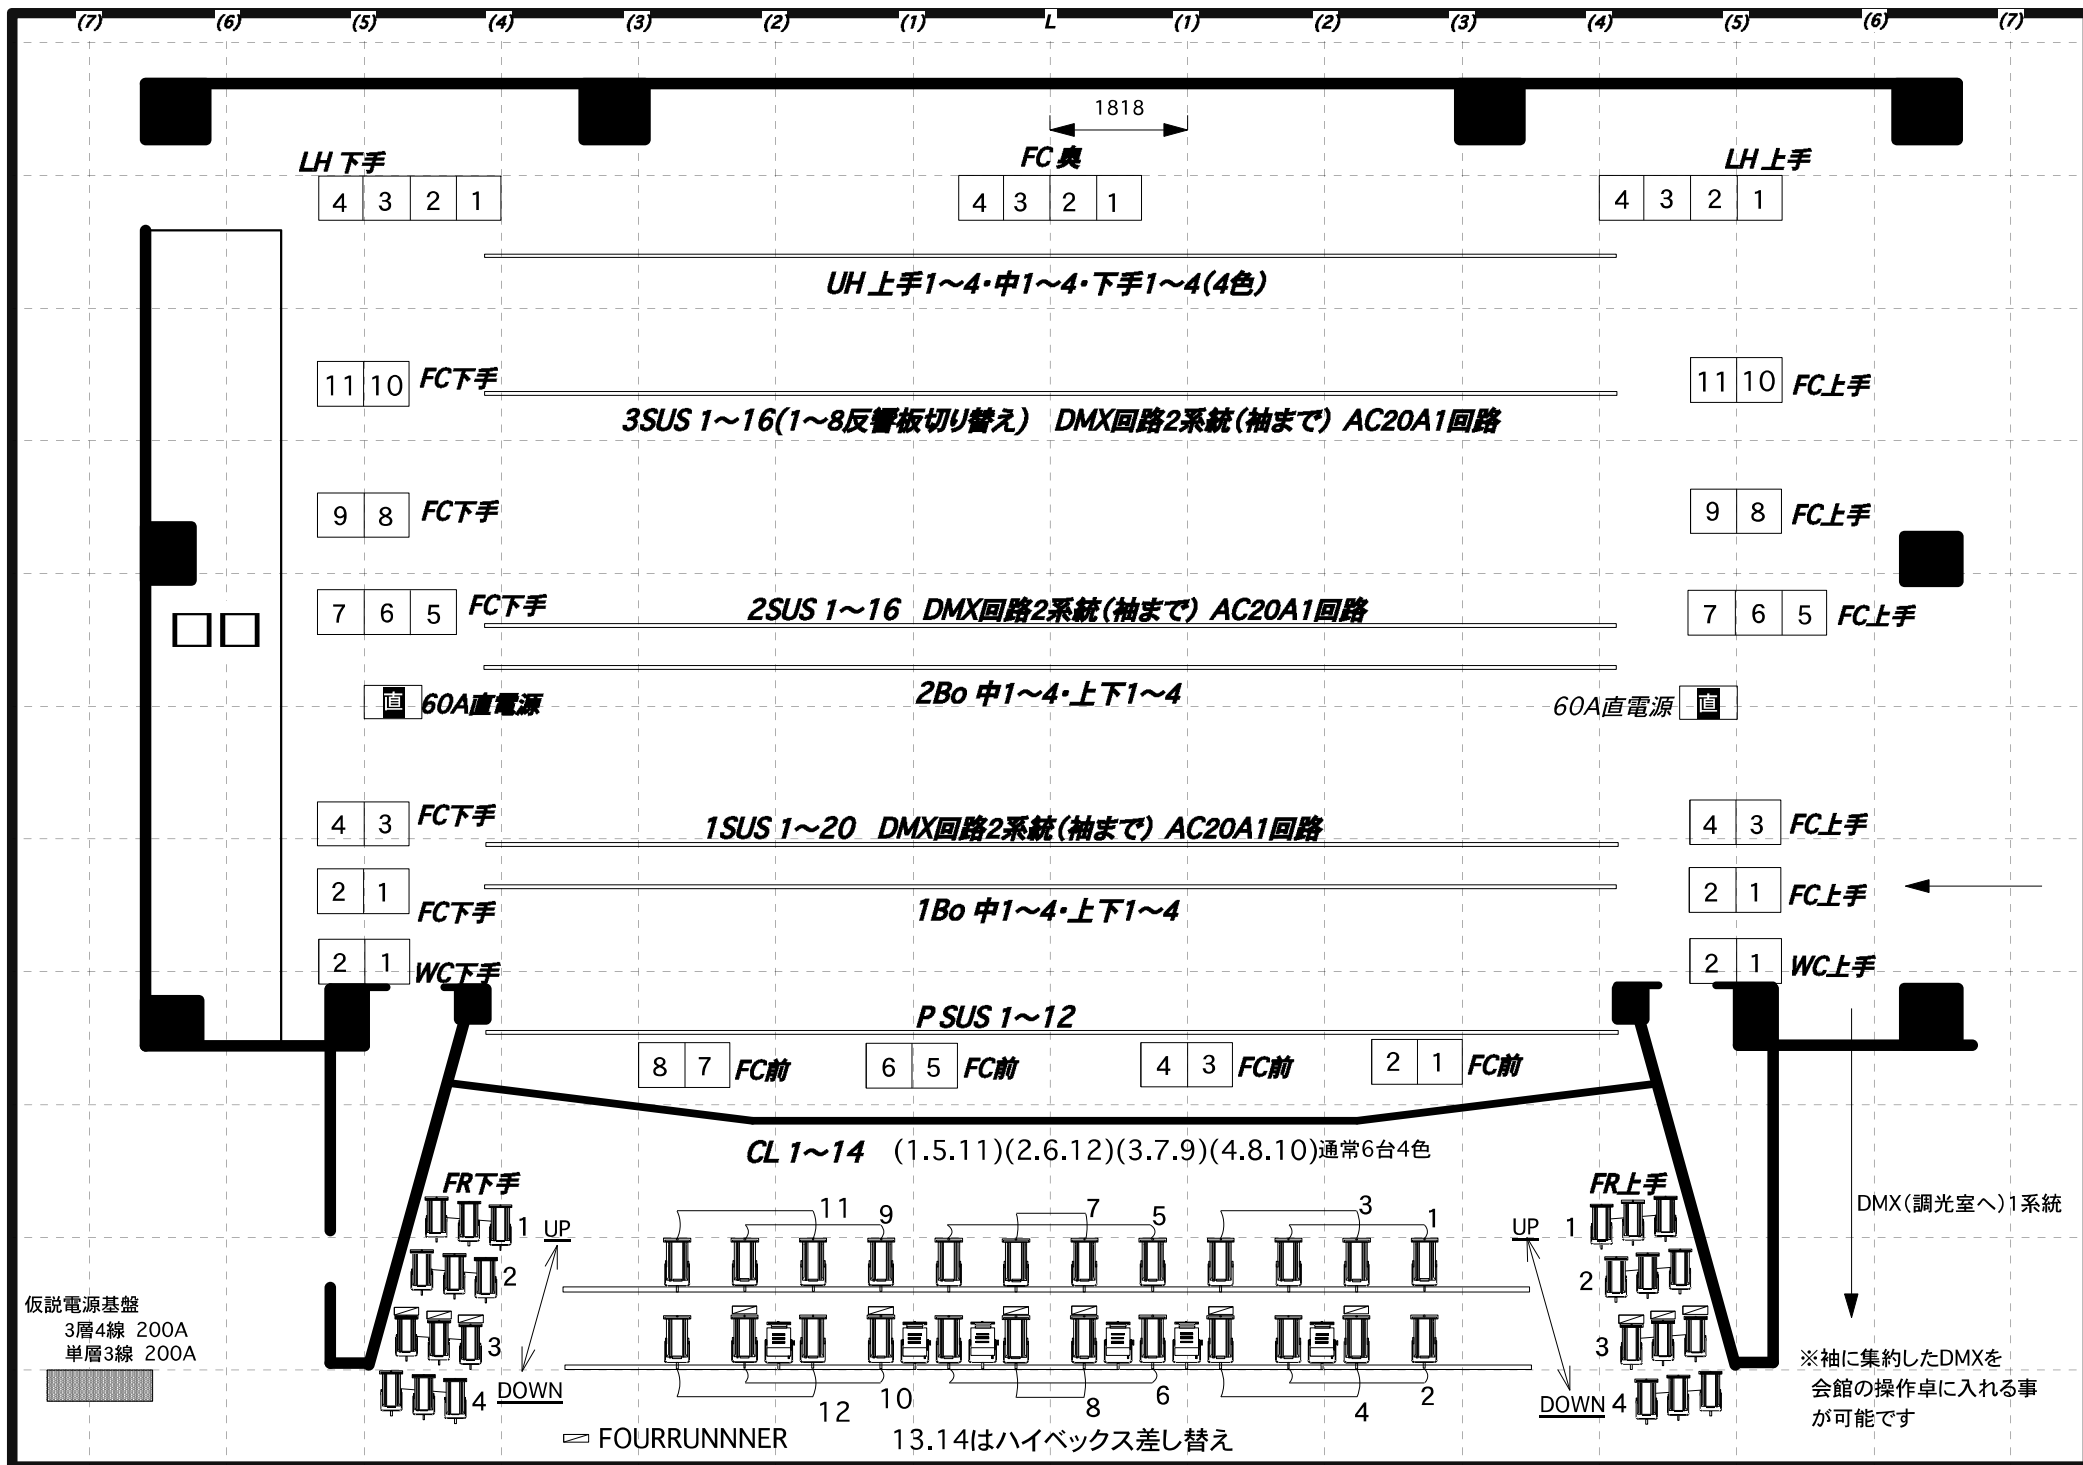 (7) (6) (5) (4) (3) (2) (1) L (1) (2) (3) (4) (5) (6) (7)
1818
LH 下手
FC 奥
LH 上手
4 3 2 1
4 3 2 1
4 3 2 1
UH 上手1～4・中1～4・下手1～4(4色)
11 10 FC下手
11 10 FC上手
3SUS 1～16(1～8反響板切り替え) DMX回路2系統(袖まで) AC20A1回路
9 8 FC下手
9 8 FC上手
7 6 5 FC下手
2SUS 1～16 DMX回路2系統(袖まで) AC20A1回路
7 6 5 FC上手
直 60A直電源
2Bo 中1～4・上下1～4
60A直電源 直
4 3 FC下手
1SUS 1～20 DMX回路2系統(袖まで) AC20A1回路
4 3 FC上手
2 1 FC下手
1Bo 中1～4・上下1～4
2 1 FC上手
2 1 WC下手
2 1 WC上手
P SUS 1～12
8 7 FC前
6 5 FC前
4 3 FC前
2 1 FC前
CL 1～14 (1.5.11)(2.6.12)(3.7.9)(4.8.10)通常6台4色
FR下手
FR上手
DMX(調光室へ)1系統
1 UP
11 9 7 5 3 1
UP 1
2
2
仮説電源基盤
3層4線 200A
単層3線 200A
3
3
※袖に集約したDMXを
会館の操作卓に入れる事
が可能です
4 DOWN
12 10 8 6 4 2
DOWN 4
FOURRUNNNER
13.14はハイベックス差し替え